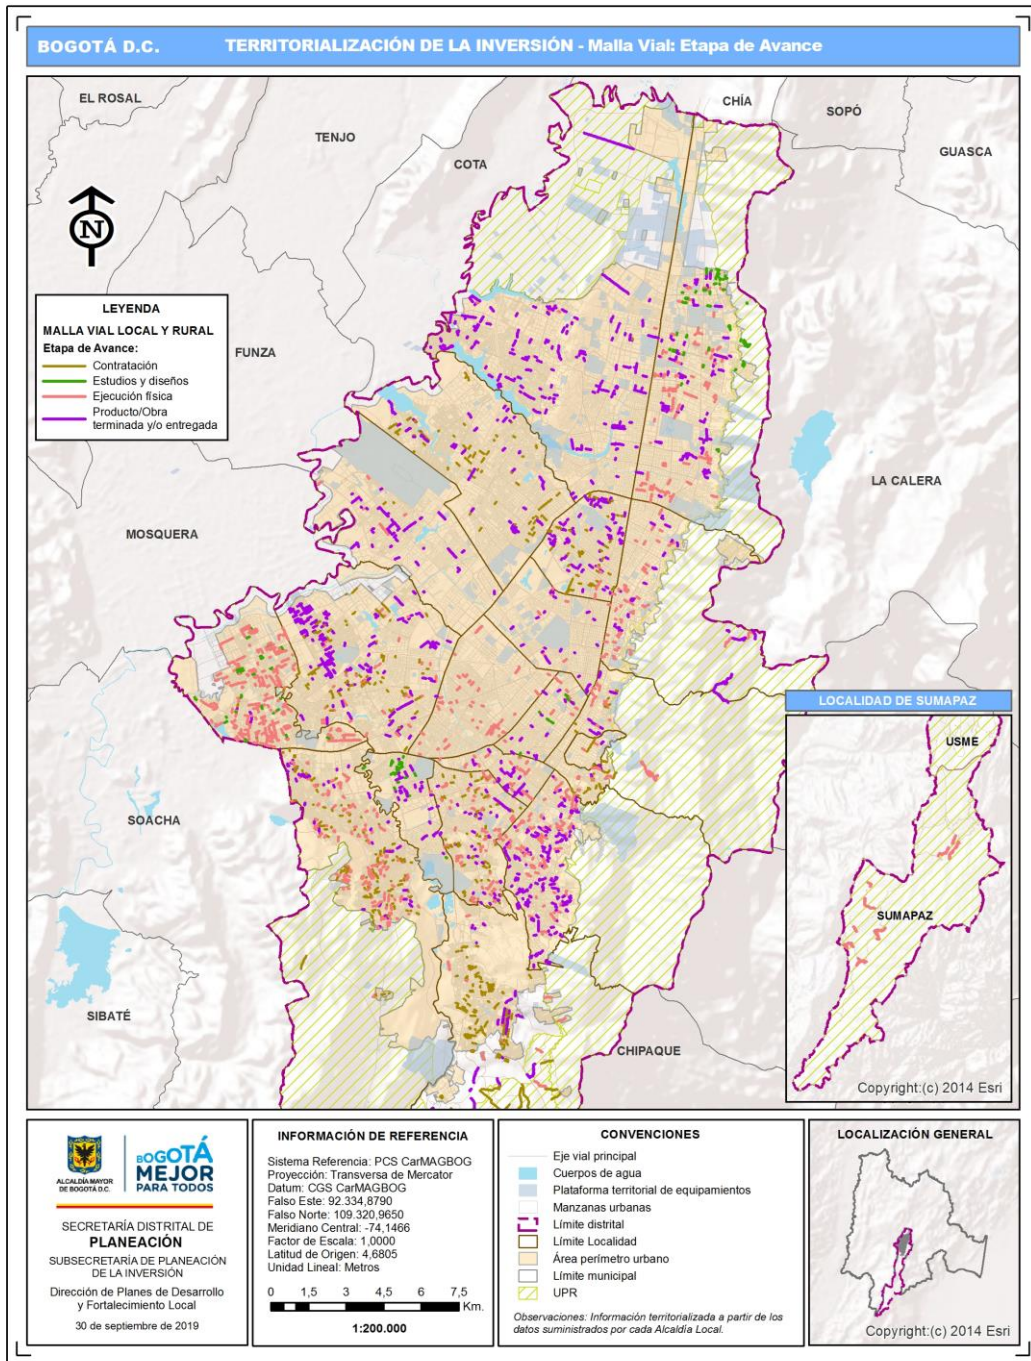 BOGOTÁ D.C.
TERRITORIALIZACIÓN DE LA INVERSIÓN - Malla Vial: Etapa de Avance
EL ROSAL
TENJO
COTA
CHÍA
SOPÓ
GUASCA
N
LEYENDA
MALLA VIAL LOCAL Y RURAL
Etapa de Avance:
Contratación
Estudios y diseños
Ejecución física
Producto/Obra
terminada y/o entregada
FUNZA
LA CALERA
MOSQUERA
SOACHA
SIBATÉ
CHIPAQUE
LOCALIDAD DE SUMAPAZ
USME
SUMAPAZ
Copyright:(c) 2014 Esri
ALCALDÍA MAYOR
DE BOGOTÁ D.C.
BOGOTÁ
MEJOR
PARA TODOS
SECRETARÍA DISTRITAL DE
PLANEACIÓN
SUBSECRETARÍA DE PLANEACIÓN
DE LA INVERSIÓN
Dirección de Planes de Desarrollo
y Fortalecimiento Local
30 de septiembre de 2019
INFORMACIÓN DE REFERENCIA
Sistema Referencia: PCS CarMAGBOG
Proyección: Transversa de Mercator
Datum: CGS CarMAGBOG
Falso Este: 92.334,8790
Falso Norte: 109.320,9650
Meridiano Central: -74,1466
Factor de Escala: 1,0000
Latitud de Origen: 4,6805
Unidad Lineal: Metros
0 1,5 3 4,5 6 7,5
Km.
1:200.000
CONVENCIONES
Eje vial principal
Cuerpos de agua
Plataforma territorial de equipamientos
Manzanas urbanas
Límite distrital
Límite Localidad
Área perímetro urbano
Límite municipal
UPR
Observaciones: Información territorializada a partir de los
datos suministrados por cada Alcaldía Local.
LOCALIZACIÓN GENERAL
Copyright:(c) 2014 Esri